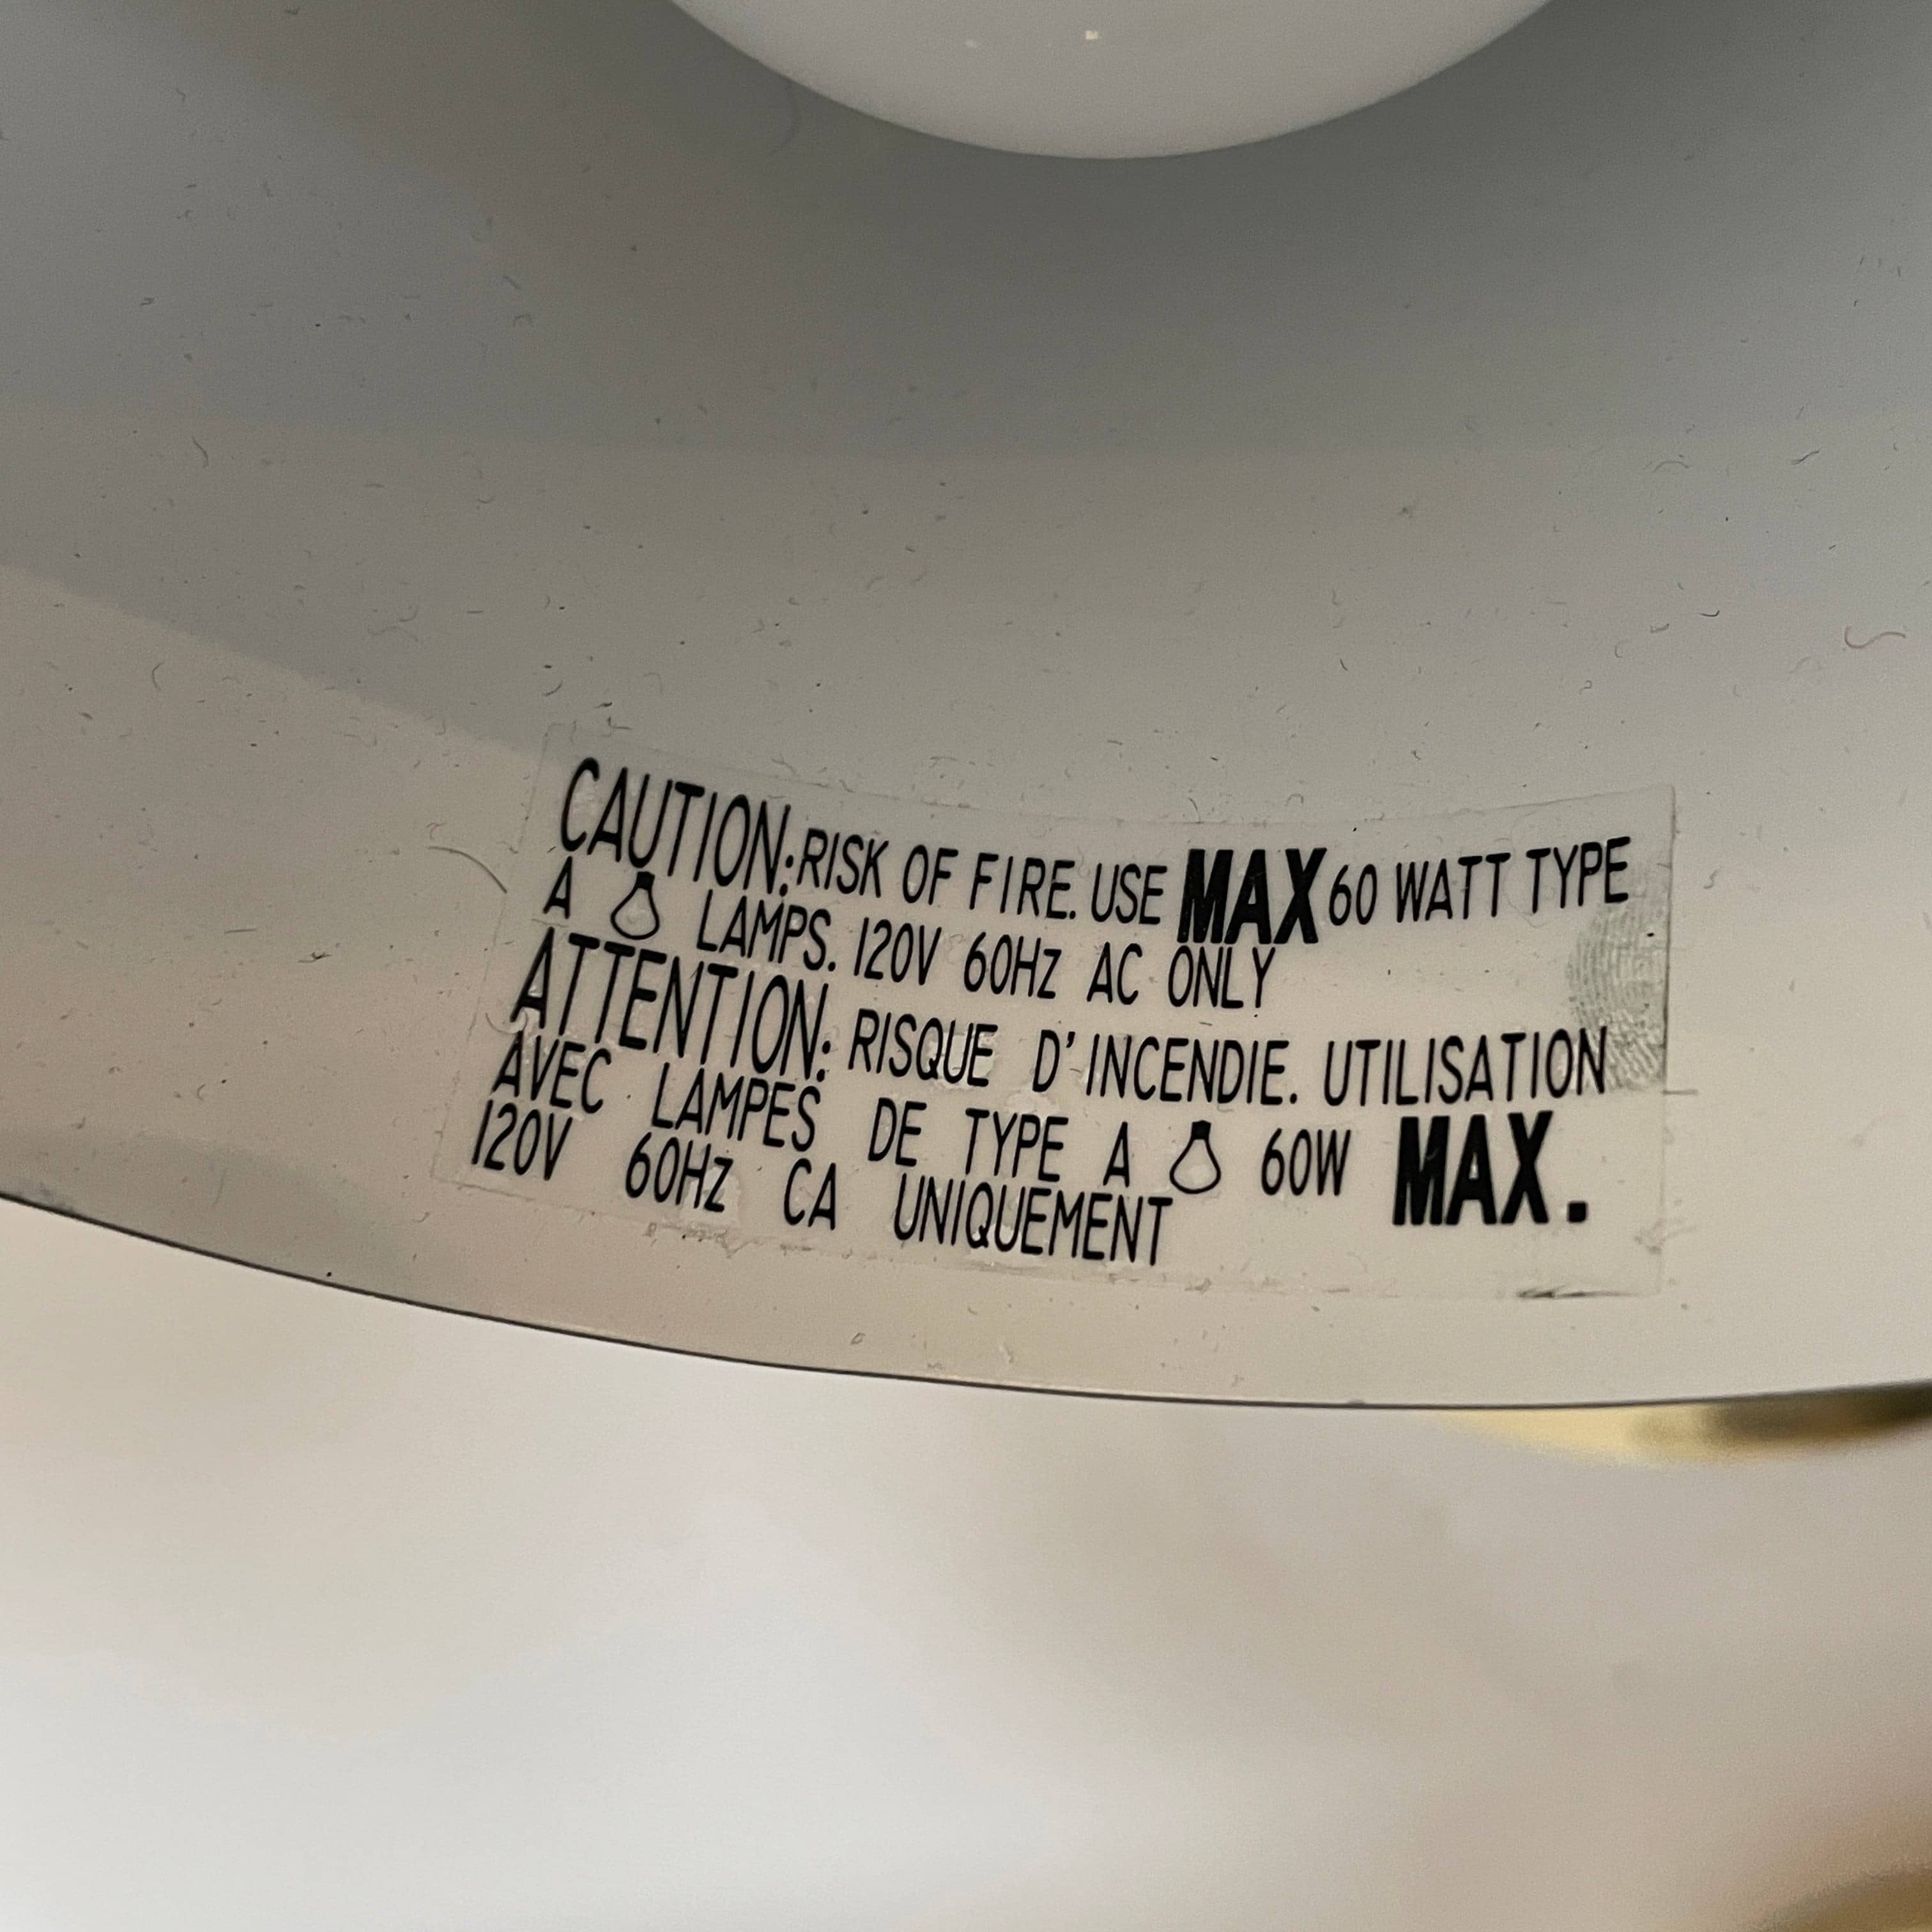 CAUTION: RISK OF FIRE. USE MAX 60 WATT TYPE
A LAMPS. 120V 60Hz AC ONLY
ATTENTION: RISQUE D'INCENDIE. UTILISATION
AVEC LAMPES DE TYPE A 60W MAX.
120V 60Hz CA UNIQUEMENT